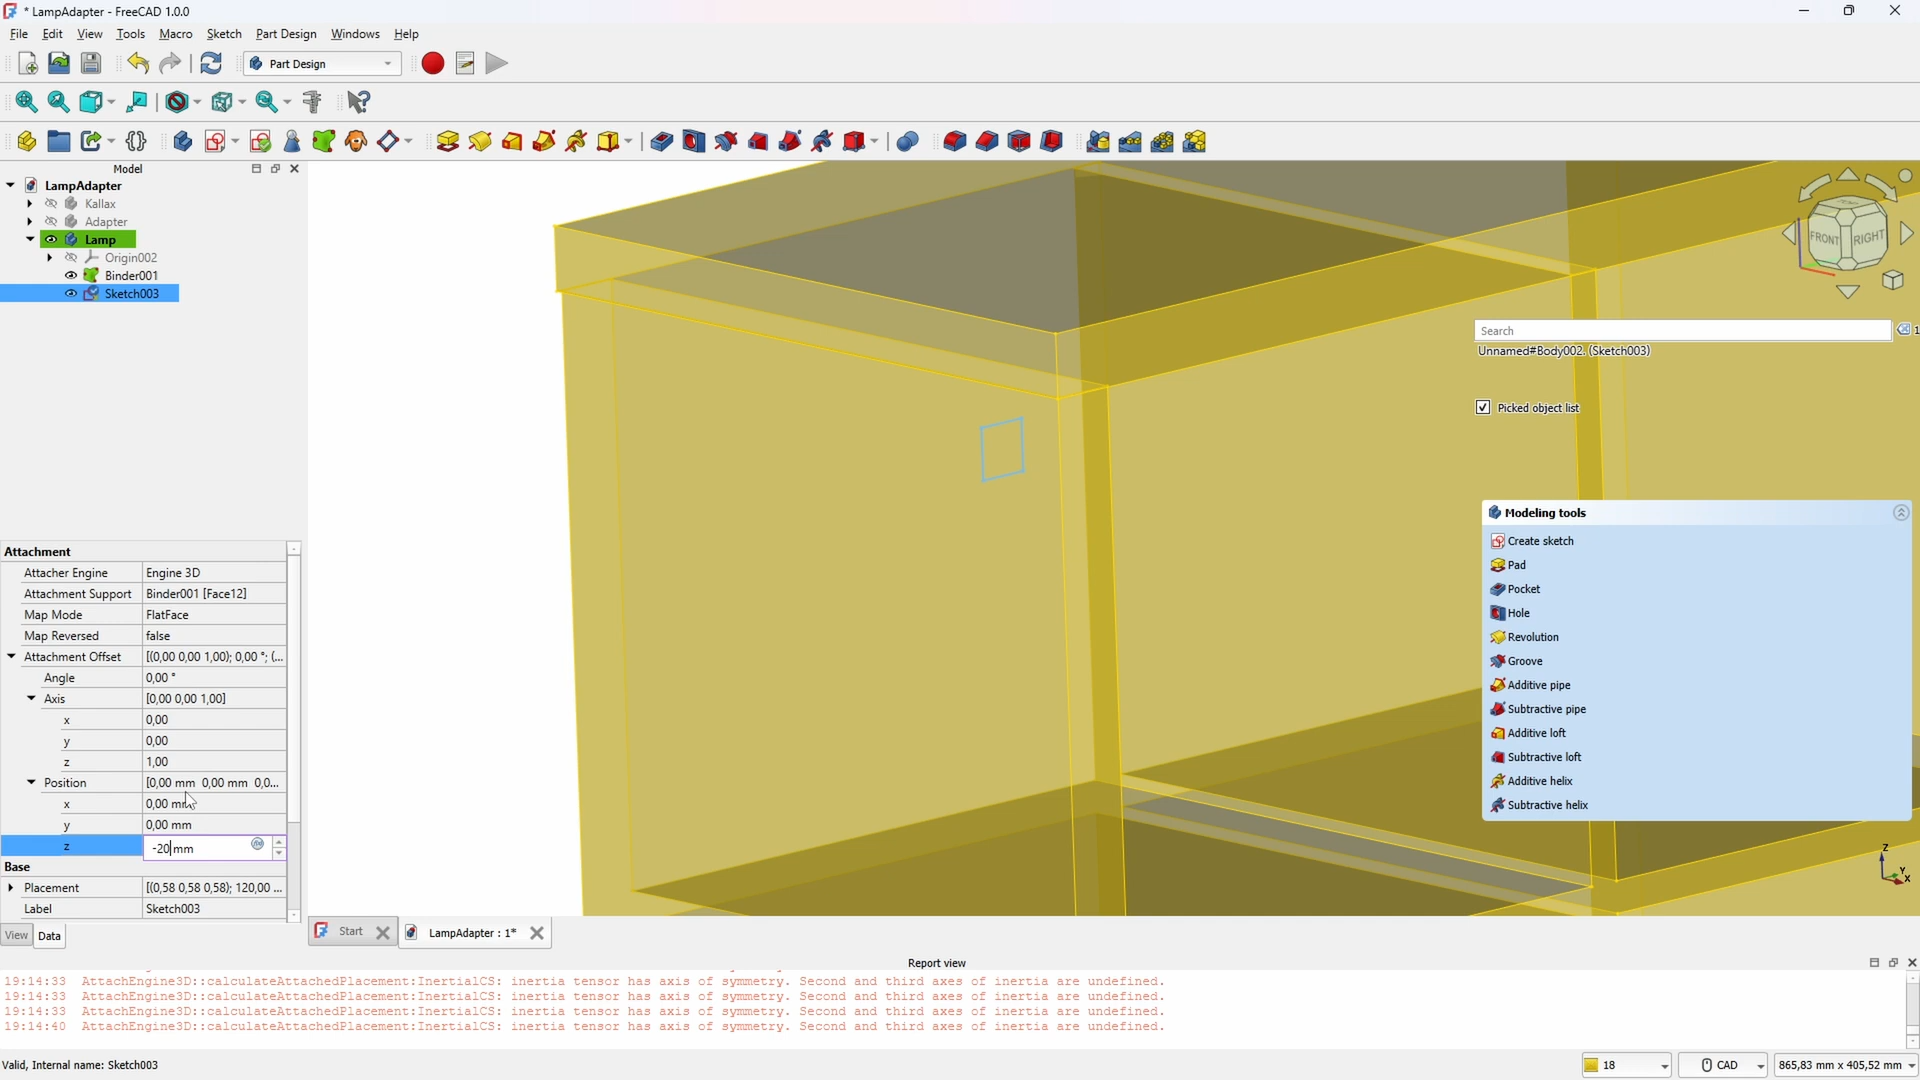 * LampAdapter - FreeCAD 1.0.0
File Edit View Tools Macro Sketch Part Design Windows Help
Part Design
Model
LampAdapter
Kallax
Adapter
Lamp
Origin002
Binder001
Sketch003
TOP
FRONT
RIGHT
Search
1
Unnamed#Body002. (Sketch003)
Picked object list
Modeling tools
Create sketch
Pad
Pocket
Hole
Revolution
Groove
Additive pipe
Subtractive pipe
Additive loft
Subtractive loft
Additive helix
Subtractive helix
Z
Y
X
Attachment
Attacher Engine Engine 3D
Attachment Support Binder001 [Face12]
Map Mode FlatFace
Map Reversed false
Attachment Offset [(0,00 0,00 1,00); 0,00 °; (...
Angle 0,00 °
Axis [0,00 0,00 1,00]
x 0,00
y 0,00
z 1,00
Position [0,00 mm 0,00 mm 0,0...
x 0,00 mm
y 0,00 mm
z -20 mm
Base
Placement [(0,58 0,58 0,58); 120,00 ...
Label Sketch003
View Data
Start LampAdapter : 1*
Report view
19:14:33 AttachEngine3D::calculateAttachedPlacement:InertialCS: inertia tensor has axis of symmetry. Second and third axes of inertia are undefined.
19:14:33 AttachEngine3D::calculateAttachedPlacement:InertialCS: inertia tensor has axis of symmetry. Second and third axes of inertia are undefined.
19:14:33 AttachEngine3D::calculateAttachedPlacement:InertialCS: inertia tensor has axis of symmetry. Second and third axes of inertia are undefined.
19:14:40 AttachEngine3D::calculateAttachedPlacement:InertialCS: inertia tensor has axis of symmetry. Second and third axes of inertia are undefined.
Valid, Internal name: Sketch003
18
CAD
865,83 mm x 405,52 mm